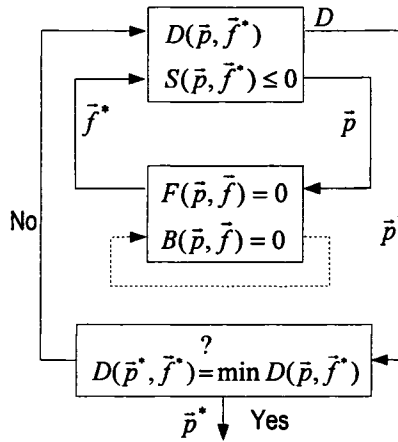 D
D(p⃗, f⃗*)
S(p⃗, f⃗*) ≤ 0
f⃗*
p⃗
F(p⃗, f⃗) = 0
B(p⃗, f⃗) = 0
No
p⃗
?
D(p⃗*, f⃗*) = min D(p⃗, f⃗*)
p⃗* Yes